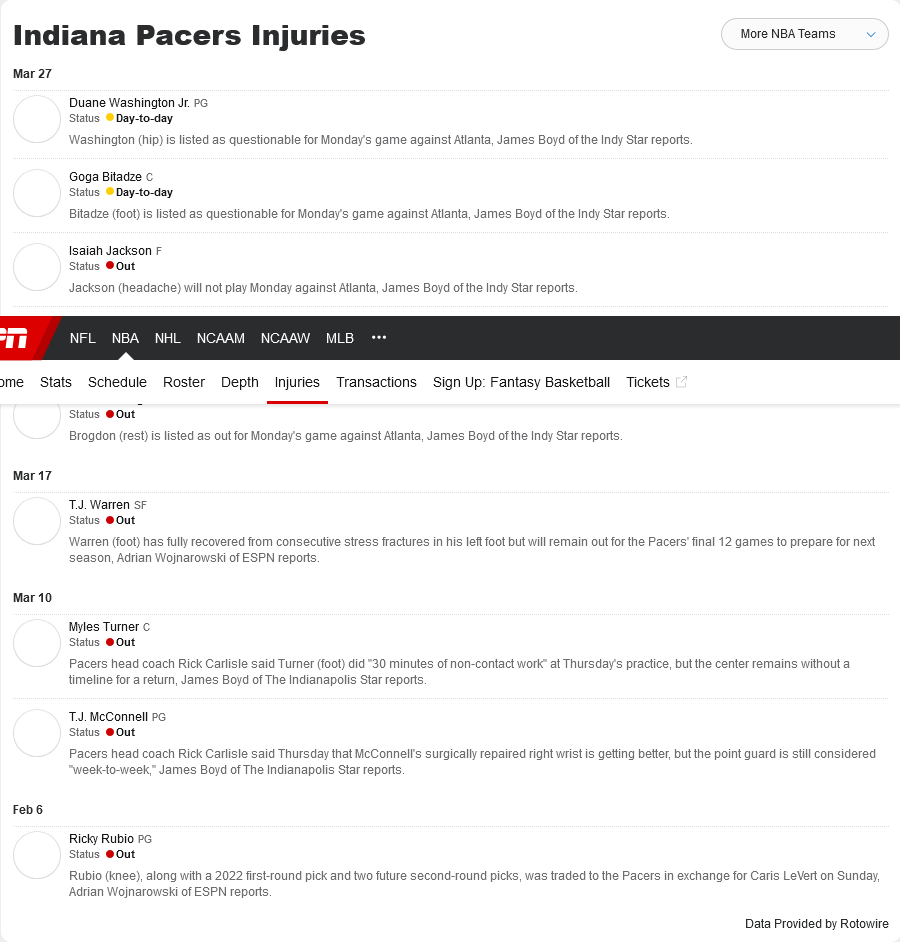 Indiana Pacers Injuries
More NBA Teams
Mar 27
Duane Washington Jr. PG
Status Day-to-day
Washington (hip) is listed as questionable for Monday's game against Atlanta, James Boyd of the Indy Star reports.
Goga Bitadze C
Status Day-to-day
Bitadze (foot) is listed as questionable for Monday's game against Atlanta, James Boyd of the Indy Star reports.
Isaiah Jackson F
Status Out
Jackson (headache) will not play Monday against Atlanta, James Boyd of the Indy Star reports.
NFL NBA NHL NCAAM NCAAW MLB •••
Stats Schedule Roster Depth Injuries Transactions Sign Up: Fantasy Basketball Tickets
Status Out
Brogdon (rest) is listed as out for Monday's game against Atlanta, James Boyd of the Indy Star reports.
Mar 17
T.J. Warren SF
Status Out
Warren (foot) has fully recovered from consecutive stress fractures in his left foot but will remain out for the Pacers' final 12 games to prepare for next
season, Adrian Wojnarowski of ESPN reports.
Mar 10
Myles Turner C
Status Out
Pacers head coach Rick Carlisle said Turner (foot) did "30 minutes of non-contact work" at Thursday's practice, but the center remains without a
timeline for a return, James Boyd of The Indianapolis Star reports.
T.J. McConnell PG
Status Out
Pacers head coach Rick Carlisle said Thursday that McConnell's surgically repaired right wrist is getting better, but the point guard is still considered
"week-to-week," James Boyd of The Indianapolis Star reports.
Feb 6
Ricky Rubio PG
Status Out
Rubio (knee), along with a 2022 first-round pick and two future second-round picks, was traded to the Pacers in exchange for Caris LeVert on Sunday,
Adrian Wojnarowski of ESPN reports.
Data Provided by Rotowire